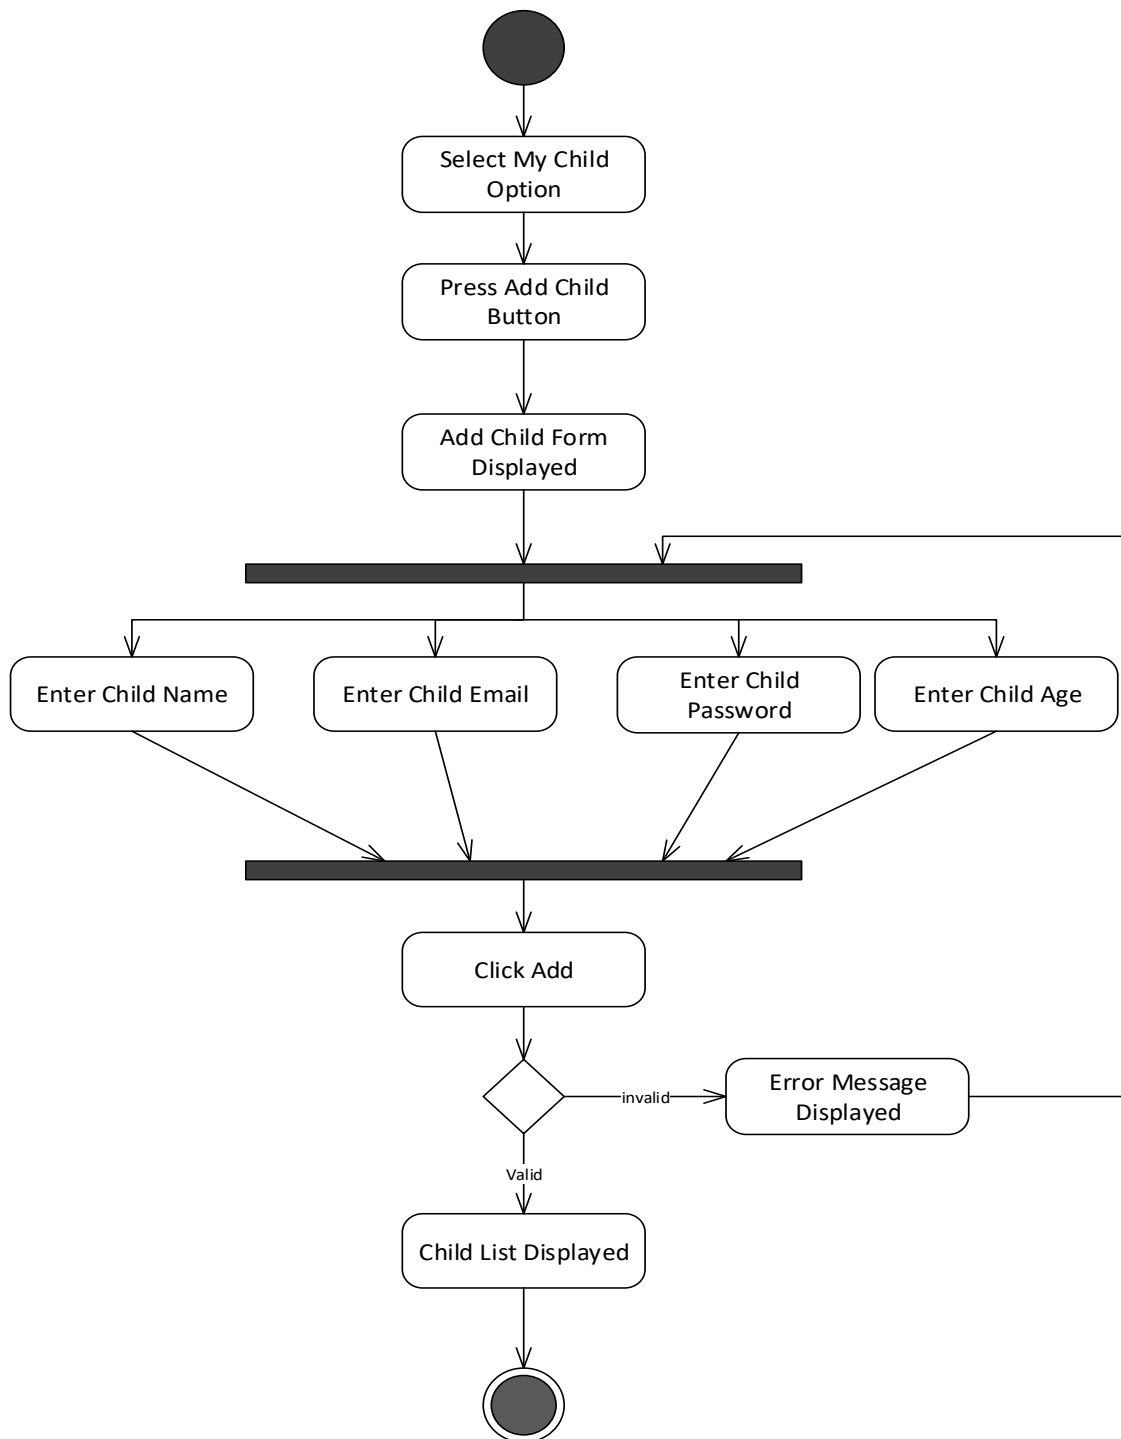 Select My Child
Option
Press Add Child
Button
Add Child Form
Displayed
Enter Child Name
Enter Child Email
Enter Child
Password
Enter Child Age
Click Add
invalid
Error Message
Displayed
Valid
Child List Displayed